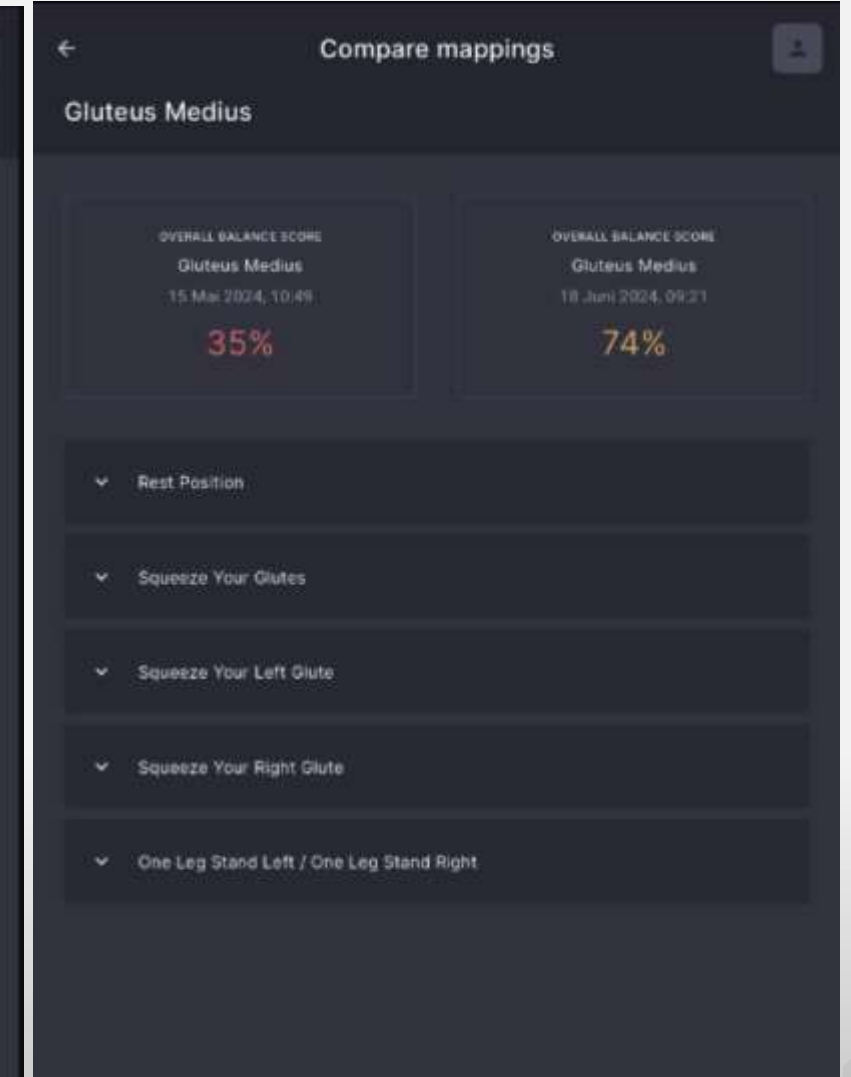 Compare mappings
Gluteus Medius
OVERALL BALANCE SCORE
Gluteus Medius
15 Mai 2024, 10:49
35%
OVERALL BALANCE SCORE
Gluteus Medius
18 Juni 2024, 09:21
74%
Rest Position
Squeeze Your Glutes
Squeeze Your Left Glute
Squeeze Your Right Glute
One Leg Stand Left / One Leg Stand Right